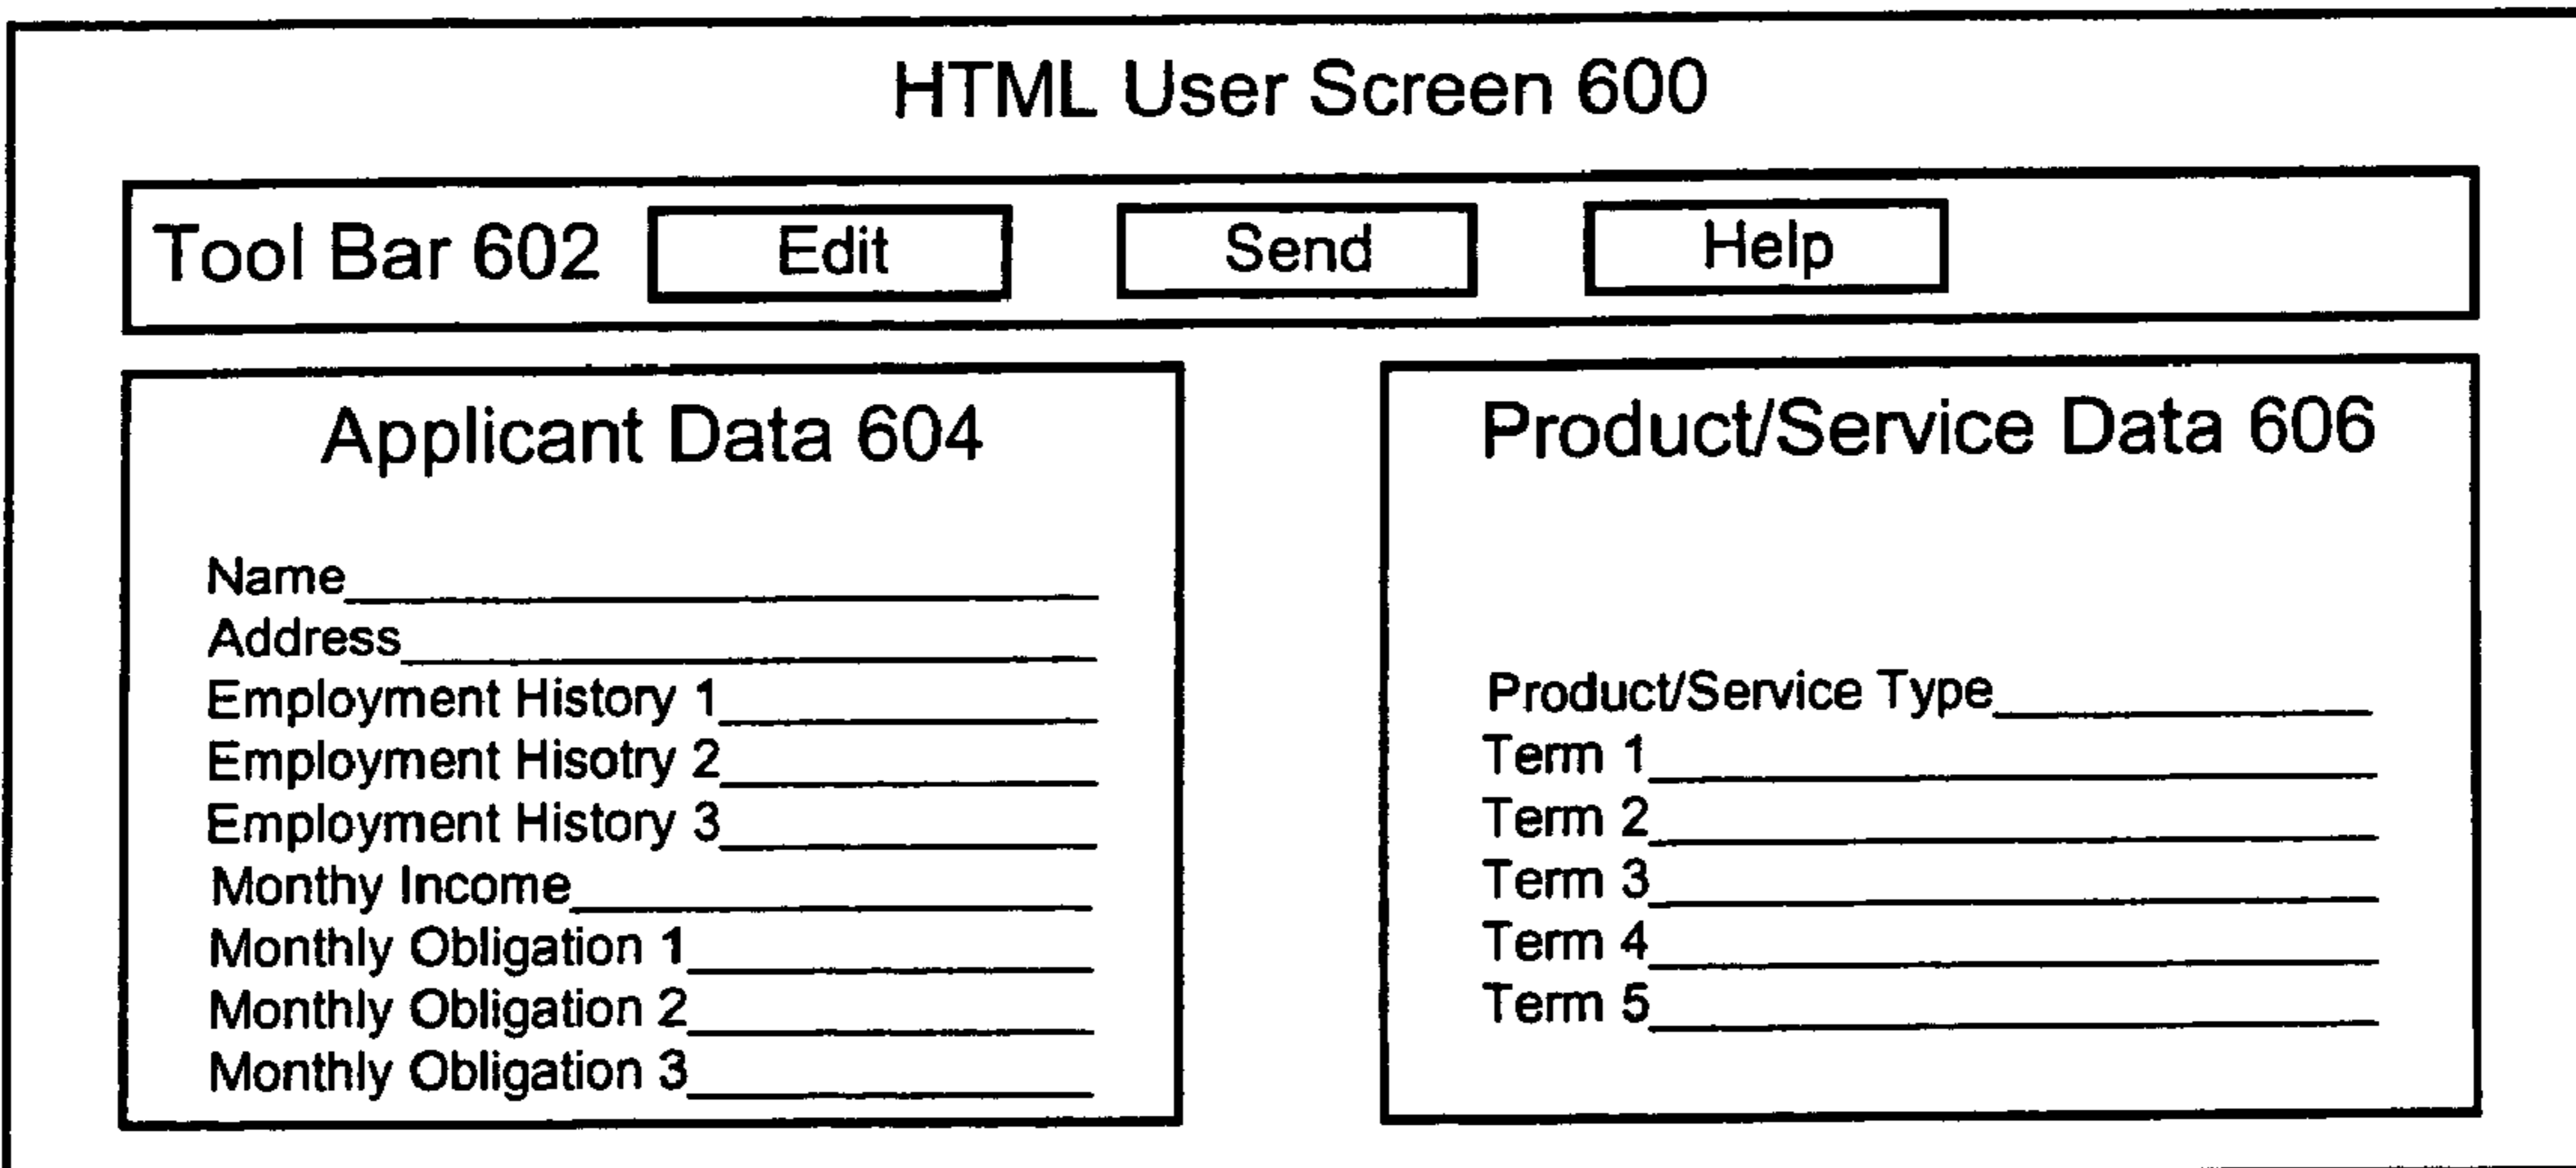 HTML User Screen 600
Tool Bar 602 Edit Send Help
Applicant Data 604
Name
Address
Employment History 1
Employment Hisotry 2
Employment History 3
Monthy Income
Monthly Obligation 1
Monthly Obligation 2
Monthly Obligation 3
Product/Service Data 606
Product/Service Type
Term 1
Term 2
Term 3
Term 4
Term 5